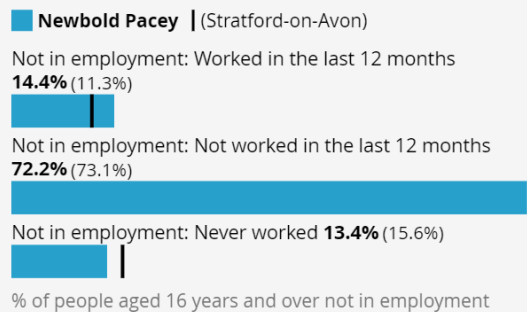 Newbold Pacey | (Stratford-on-Avon)
Not in employment: Worked in the last 12 months
14.4% (11.3%)
Not in employment: Not worked in the last 12 months
72.2% (73.1%)
Not in employment: Never worked 13.4% (15.6%)
% of people aged 16 years and over not in employment